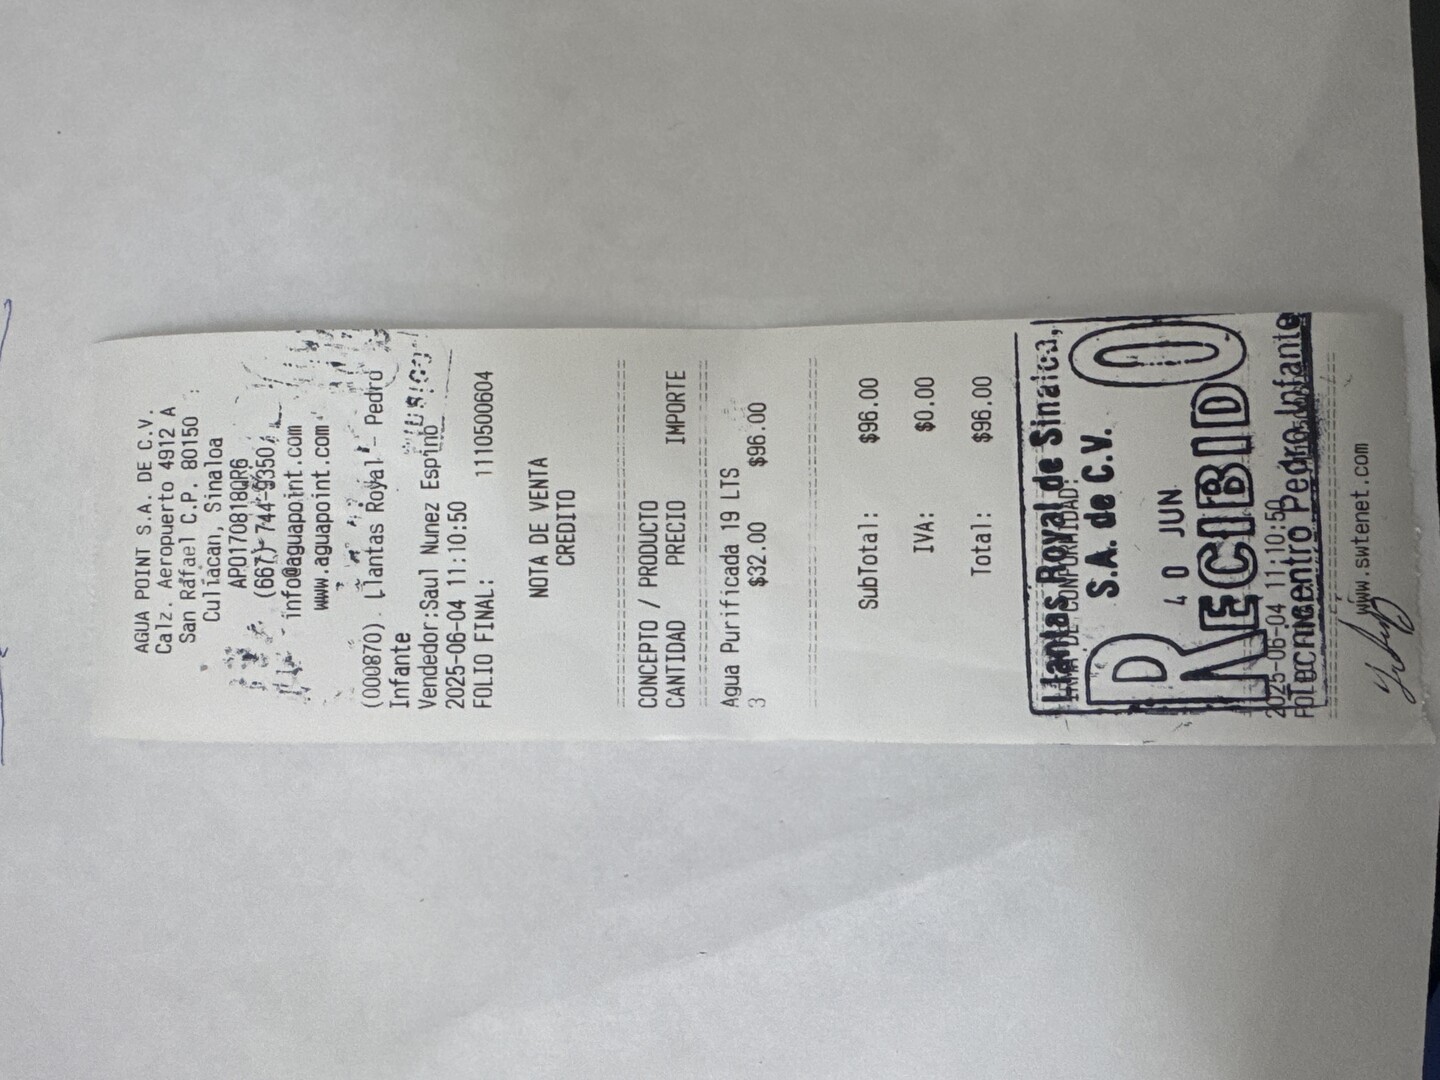 AGUA POINT S.A. DE C.V.
Calz. Aeropuerto 4912 A
San Rafael C.P. 80150
Culiacan, Sinaloa
APO170818QR6
(667)-744-9350
info@aguapoint.com
www.aguapoint.com
(000870) Llantas Royal - Pedro
Infante
Vendedor:Saul Nunez Espino
2025-06-04 11:10:50
FOLIO FINAL: 1110500604
NOTA DE VENTA
CREDITO
CONCEPTO / PRODUCTO
CANTIDAD PRECIO IMPORTE
Agua Purificada 19 LTS
3 $32.00 $96.00
SubTotal: $96.00
IVA: $0.00
Total: $96.00
Llantas Royal de Sinaloa,
S.A. de C.V.
4 0 JUN
RECIBIDO
2025-06-04 11:10:50
Tecnicentro Pedro Infante
www.swtenet.com